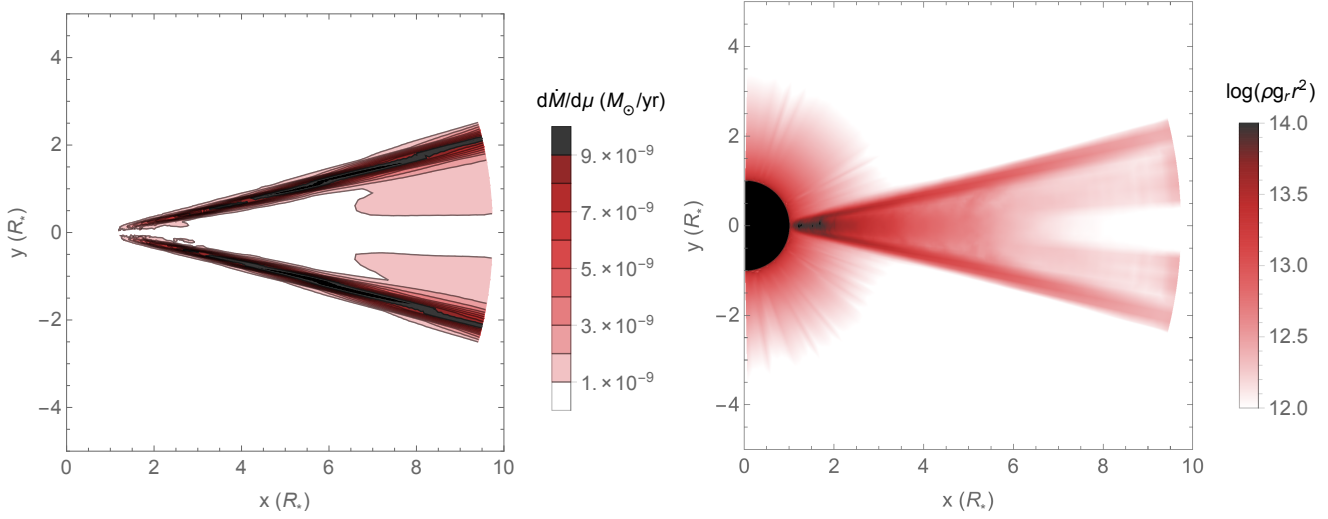 4
2
0
−2
−4
y (R*)
0
2
4
6
8
10
x (R*)
dṀ/dμ (M⊙/yr)
9. × 10⁻⁹
7. × 10⁻⁹
5. × 10⁻⁹
3. × 10⁻⁹
1. × 10⁻⁹
4
2
0
−2
−4
y (R*)
0
2
4
6
8
10
x (R*)
log(ρgᵣr²)
14.0
13.5
13.0
12.5
12.0